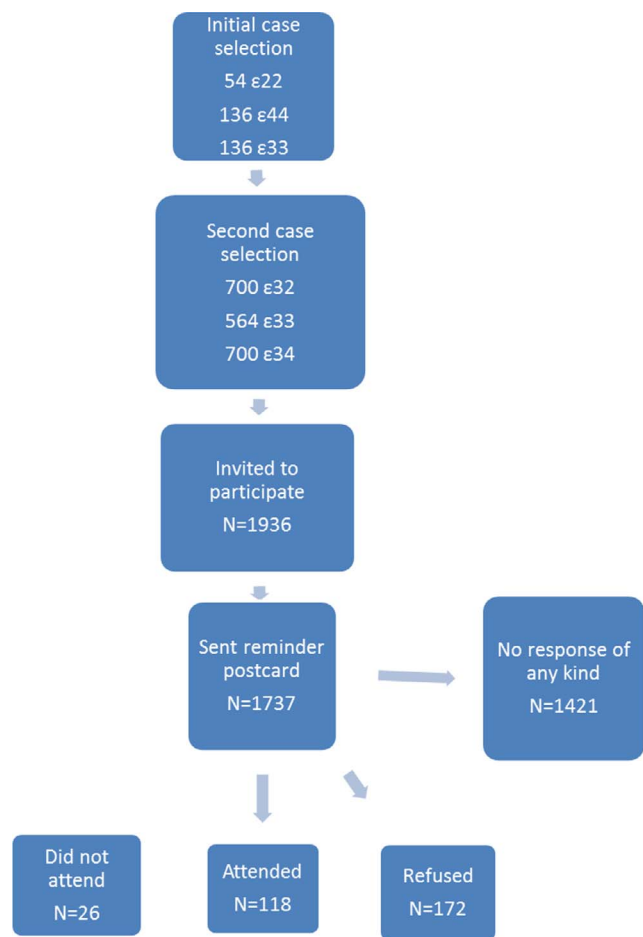 Initial case
selection
54 ε22
136 ε44
136 ε33
Second case
selection
700 ε32
564 ε33
700 ε34
Invited to
participate
N=1936
Sent reminder
postcard
N=1737
No response of
any kind
N=1421
Did not
attend
N=26
Attended
N=118
Refused
N=172